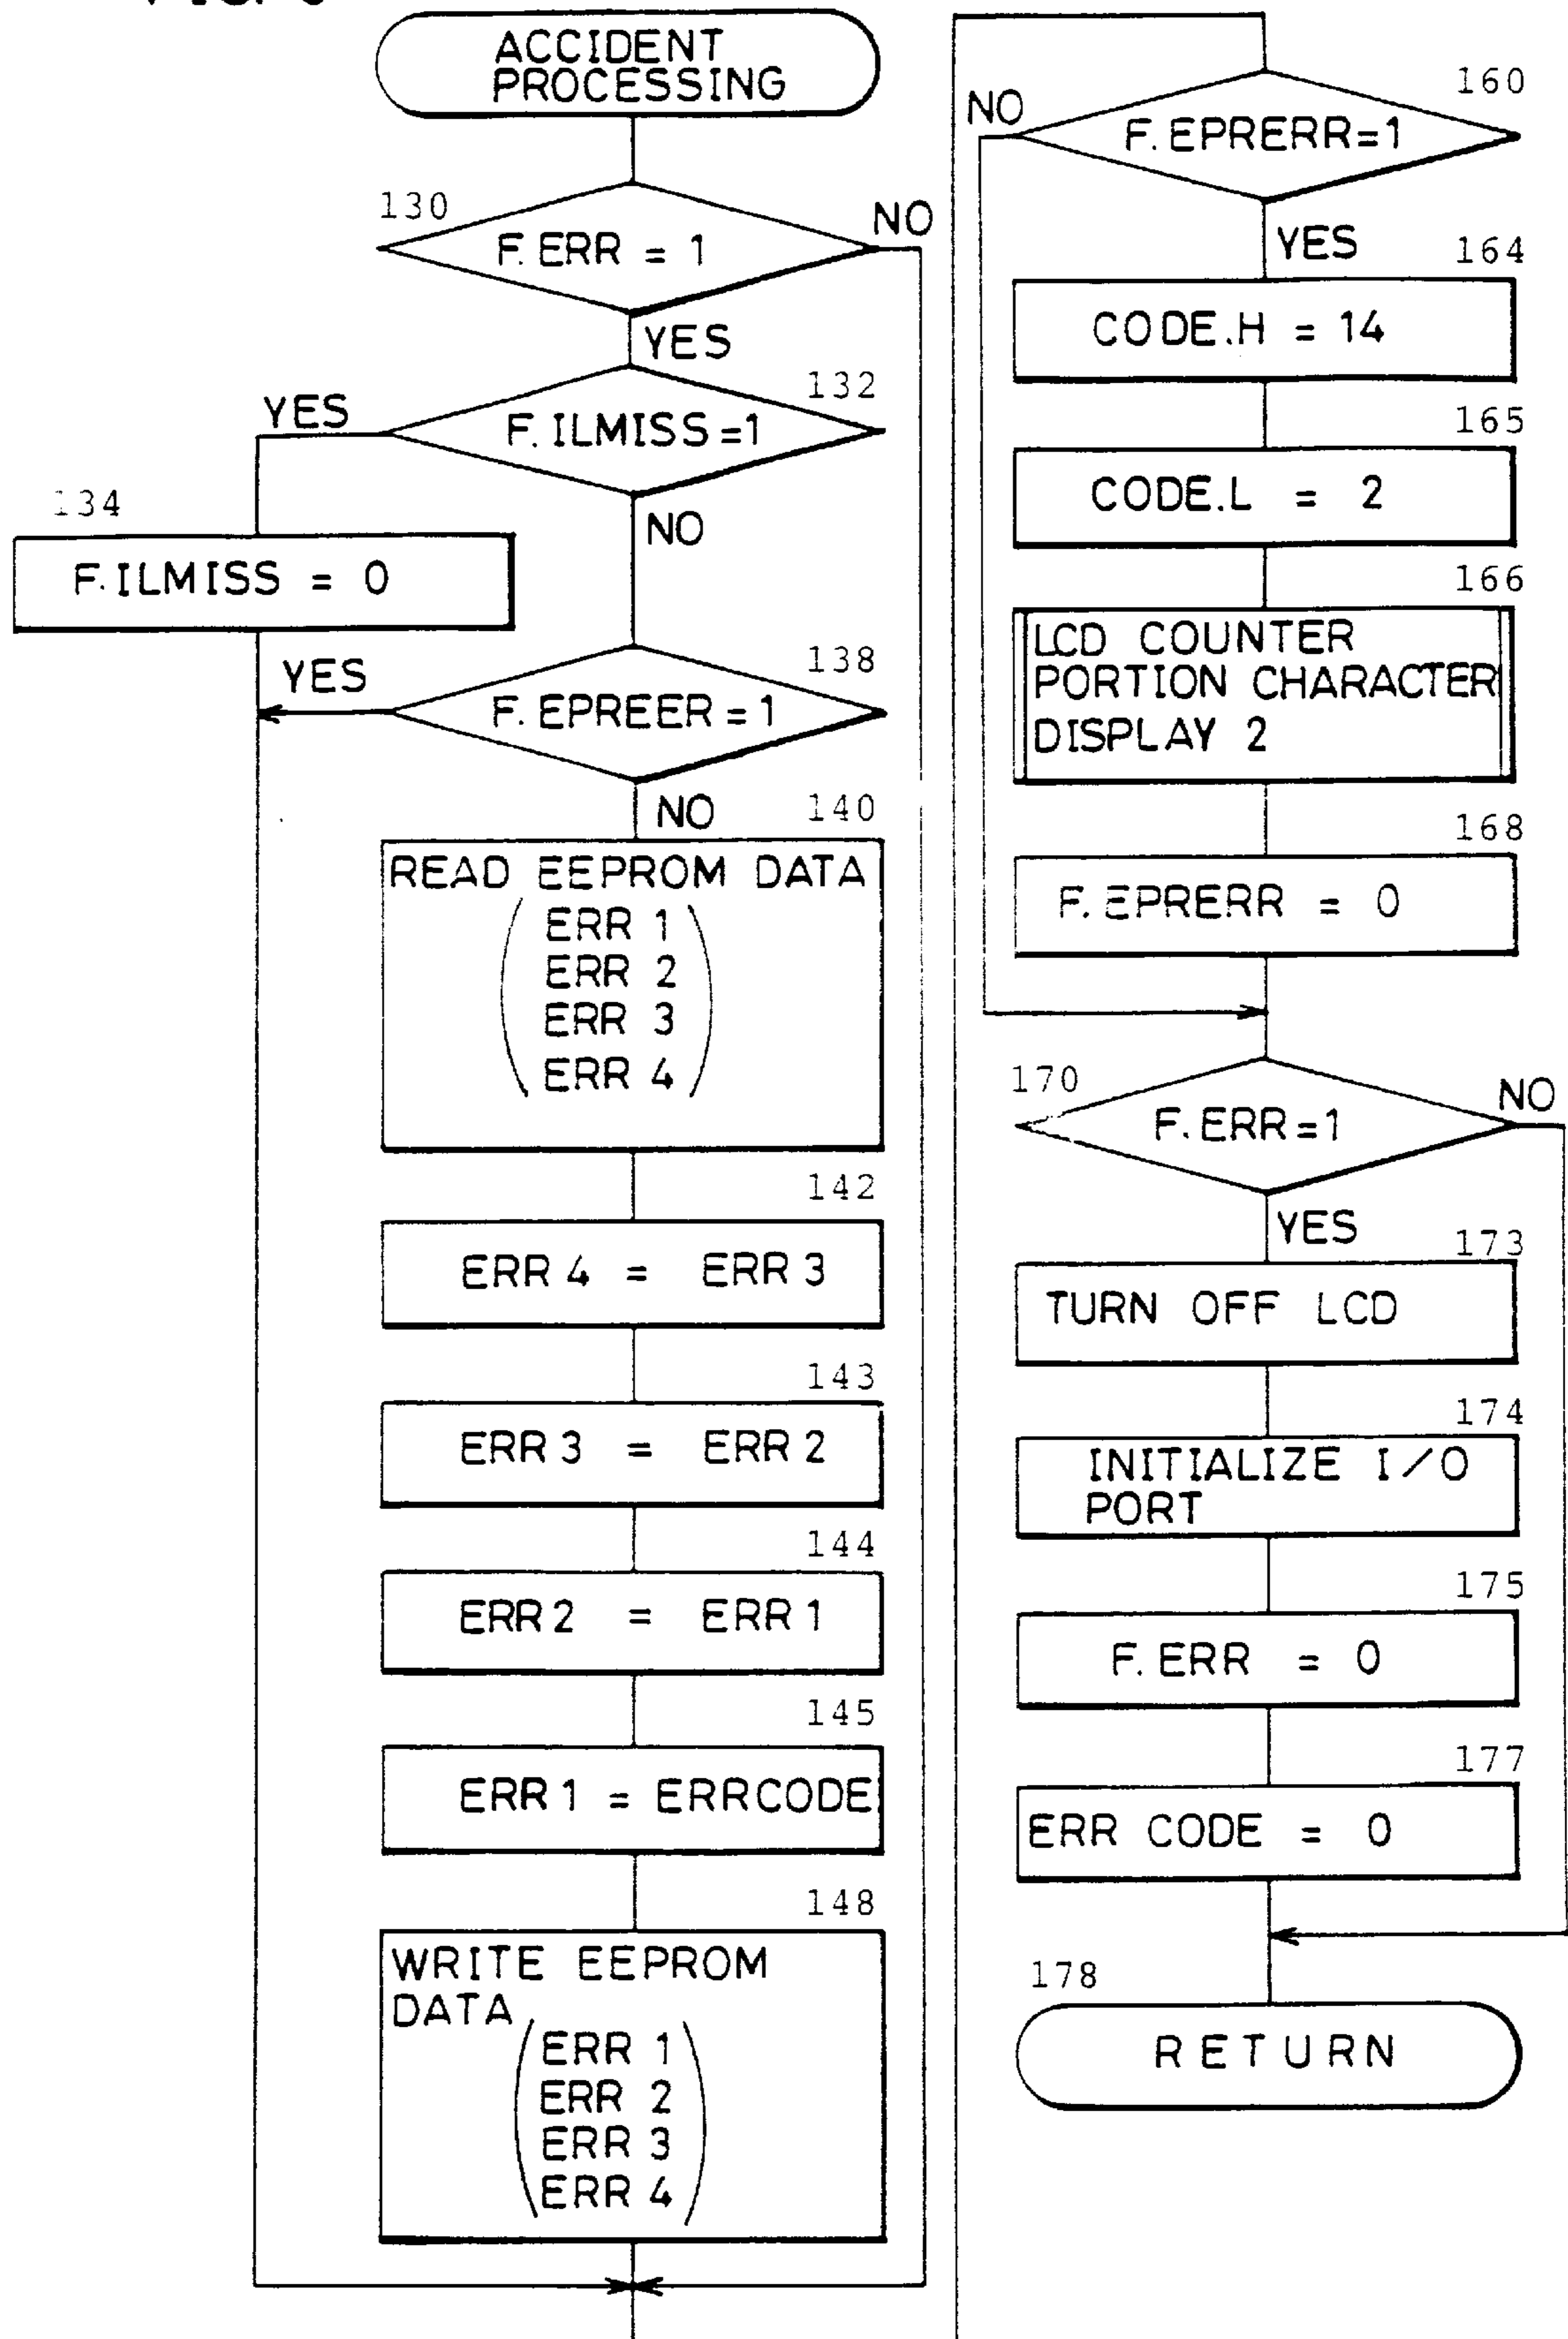 ACCIDENT
PROCESSING
130
NO
F. ERR = 1
YES
132
YES
F. ILMISS =1
134
NO
F. ILMISS = 0
138
YES
F. EPREER = 1
NO
140
READ EEPROM DATA
ERR 1
ERR 2
ERR 3
ERR 4
142
ERR 4 = ERR 3
143
ERR 3 = ERR 2
144
ERR 2 = ERR 1
145
ERR 1 = ERRCODE
148
WRITE EEPROM
DATA
ERR 1
ERR 2
ERR 3
ERR 4
160
NO
F. EPRERR=1
YES
164
CODE.H = 14
165
CODE.L = 2
166
LCD COUNTER
PORTION CHARACTER
DISPLAY 2
168
F. EPRERR = 0
170
NO
F. ERR=1
YES
173
TURN OFF LCD
174
INITIALIZE I/O
PORT
175
F. ERR = 0
177
ERR CODE = 0
178
RETURN